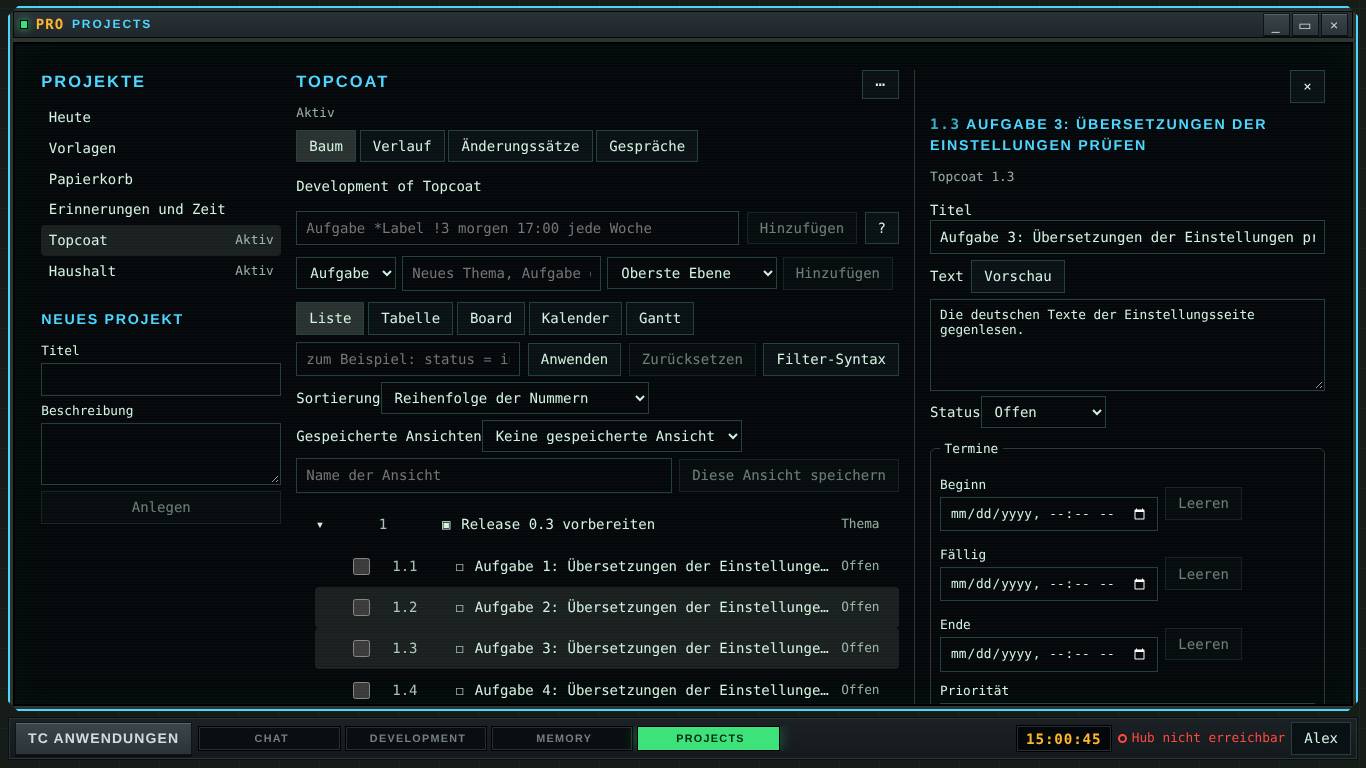 PRO PROJECTS
_ ▭ ×
PROJEKTE
Heute
Vorlagen
Papierkorb
Erinnerungen und Zeit
Topcoat Aktiv
Haushalt Aktiv
NEUES PROJEKT
Titel
Beschreibung
Anlegen
TOPCOAT
⋯
Aktiv
Baum Verlauf Änderungssätze Gespräche
Development of Topcoat
Aufgabe *Label !3 morgen 17:00 jede Woche Hinzufügen ?
Aufgabe Neues Thema, Aufgabe Oberste Ebene Hinzufügen
Liste Tabelle Board Kalender Gantt
zum Beispiel: status = i Anwenden Zurücksetzen Filter-Syntax
Sortierung Reihenfolge der Nummern
Gespeicherte Ansichten Keine gespeicherte Ansicht
Name der Ansicht Diese Ansicht speichern
▾ 1 ▣ Release 0.3 vorbereiten Thema
1.1 ◻ Aufgabe 1: Übersetzungen der Einstellunge… Offen
1.2 ◻ Aufgabe 2: Übersetzungen der Einstellunge… Offen
1.3 ◻ Aufgabe 3: Übersetzungen der Einstellunge… Offen
1.4 ◻ Aufgabe 4: Übersetzungen der Einstellunge… Offen
×
1.3 AUFGABE 3: ÜBERSETZUNGEN DER
EINSTELLUNGEN PRÜFEN
Topcoat 1.3
Titel
Aufgabe 3: Übersetzungen der Einstellungen pr
Text Vorschau
Die deutschen Texte der Einstellungsseite
gegenlesen.
Status Offen
Termine
Beginn
mm/dd/yyyy, --:-- -- Leeren
Fällig
mm/dd/yyyy, --:-- -- Leeren
Ende
mm/dd/yyyy, --:-- -- Leeren
Priorität
TC ANWENDUNGEN CHAT DEVELOPMENT MEMORY PROJECTS 15:00:45 Hub nicht erreichbar Alex